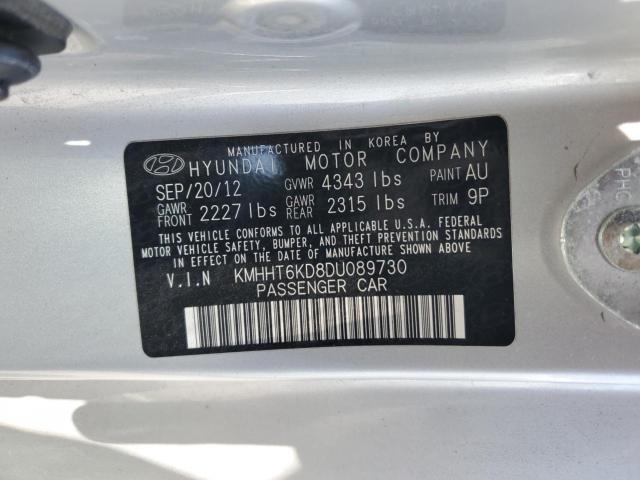 MANUFACTURED IN KOREA BY
HYUNDAI MOTOR COMPANY
SEP/20/12 GVWR 4343 lbs PAINT AU
GAWR FRONT 2227 lbs GAWR REAR 2315 lbs TRIM 9P
THIS VEHICLE CONFORMS TO ALL APPLICABLE U.S.A. FEDERAL
MOTOR VEHICLE SAFETY, BUMPER, AND THEFT PREVENTION STANDARDS
IN EFFECT ON THE DATE OF MANUFACTURE SHOWN ABOVE.
V.I.N KMHHT6KD8DU089730
PASSENGER CAR
PHC